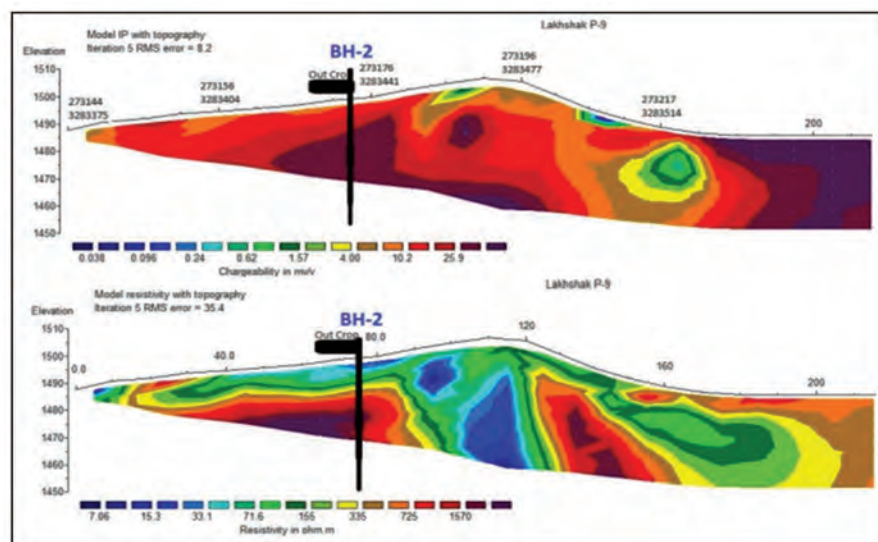 Lakhshak P-9
Model IP with topography
Iteration 5 RMS error = 8.2
BH-2
Elevation
Out Crop
273144
3283375
273156
3283404
273176
3283441
273196
3283477
273217
3283514
200
1510
1500
1490
1480
1470
1460
1450
0.038 0.096 0.24 0.62 1.57 4.00 10.2 25.9
Chargeability in mv/v
Lakhshak P-9
Model resistivity with topography
Iteration 5 RMS error = 35.4
BH-2
Elevation
Out Crop
0.0 40.0 80.0 120 160 200
1510
1500
1490
1480
1470
1460
1450
7.06 15.3 33.1 71.6 155 335 725 1570
Resistivity in ohm.m